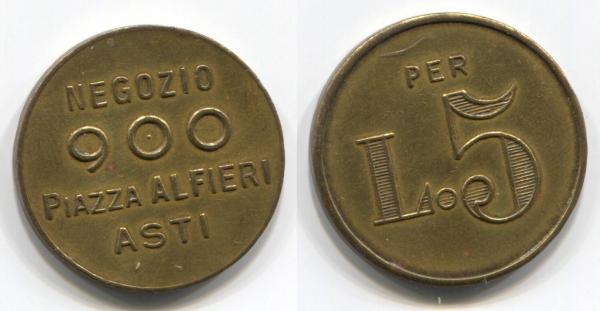 NEGOZIO
900
PIAZZA ALFIERI
ASTI
PER
L.5